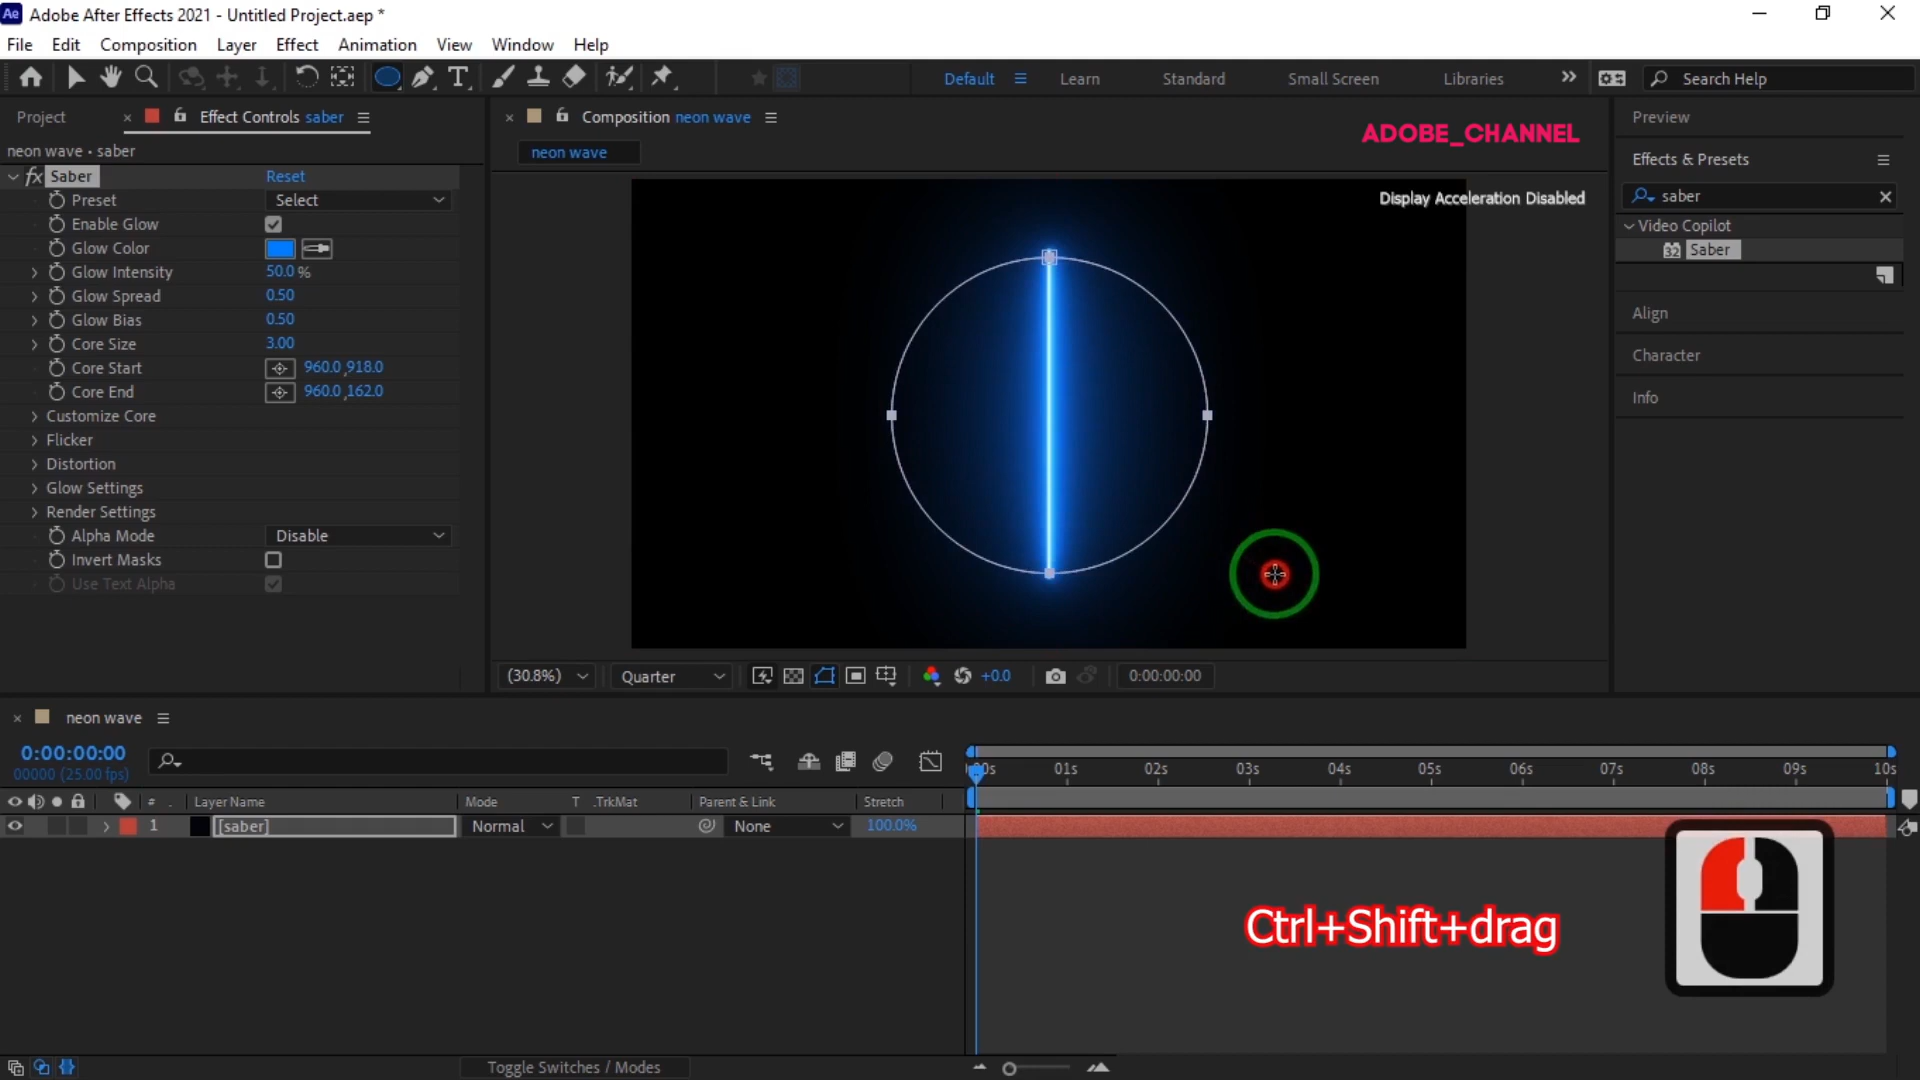 Ae Adobe After Effects 2021 - Untitled Project.aep *
File Edit Composition Layer Effect Animation View Window Help
Default Learn Standard Small Screen Libraries Search Help
Project Effect Controls saber
neon wave • saber
fx Saber Reset
Preset Select
Enable Glow
Glow Color
Glow Intensity 50.0 %
Glow Spread 0.50
Glow Bias 0.50
Core Size 3.00
Core Start 960.0,918.0
Core End 960.0,162.0
Customize Core
Flicker
Distortion
Glow Settings
Render Settings
Alpha Mode Disable
Invert Masks
Use Text Alpha
Composition neon wave
neon wave
ADOBE_CHANNEL
Display Acceleration Disabled
(30.8%) Quarter +0.0 0:00:00:00
Preview
Effects & Presets
saber
Video Copilot
32 Saber
Align
Character
Info
neon wave
0:00:00:00
00000 (25.00 fps)
00s 01s 02s 03s 04s 05s 06s 07s 08s 09s 10s
# . Layer Name Mode T .TrkMat Parent & Link Stretch
1 [saber] Normal None 100.0%
Ctrl+Shift+drag
Toggle Switches / Modes